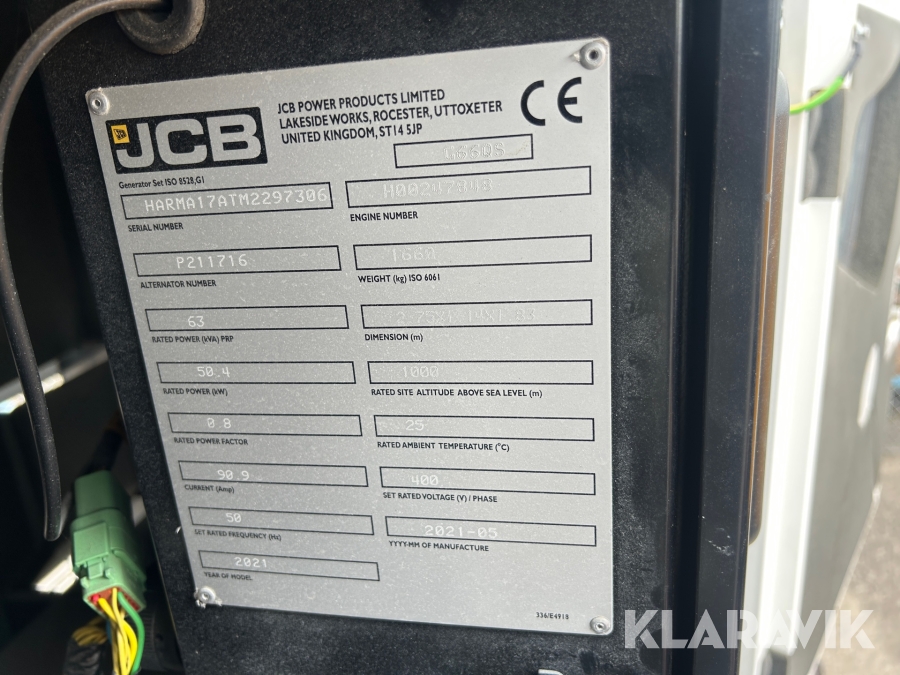 JCB
JCB POWER PRODUCTS LIMITED
LAKESIDE WORKS, ROCESTER, UTTOXETER
UNITED KINGDOM, ST14 5JP
CE
Generator Set ISO 8528,G1
HARMA17ATM2297306
SERIAL NUMBER
ENGINE NUMBER
P211716
ALTERNATOR NUMBER
1660
WEIGHT (kg) ISO 6061
63
RATED POWER (kVA) PRP
DIMENSION (m)
50.4
RATED POWER (kW)
1000
RATED SITE ALTITUDE ABOVE SEA LEVEL (m)
0.8
RATED POWER FACTOR
25
RATED AMBIENT TEMPERATURE (°C)
90.9
CURRENT (Amp)
400
SET RATED VOLTAGE (V) / PHASE
50
SET RATED FREQUENCY (Hz)
2021-05
YYYY-MM OF MANUFACTURE
2021
YEAR OF MODEL
336/E4918
KLARAVIK